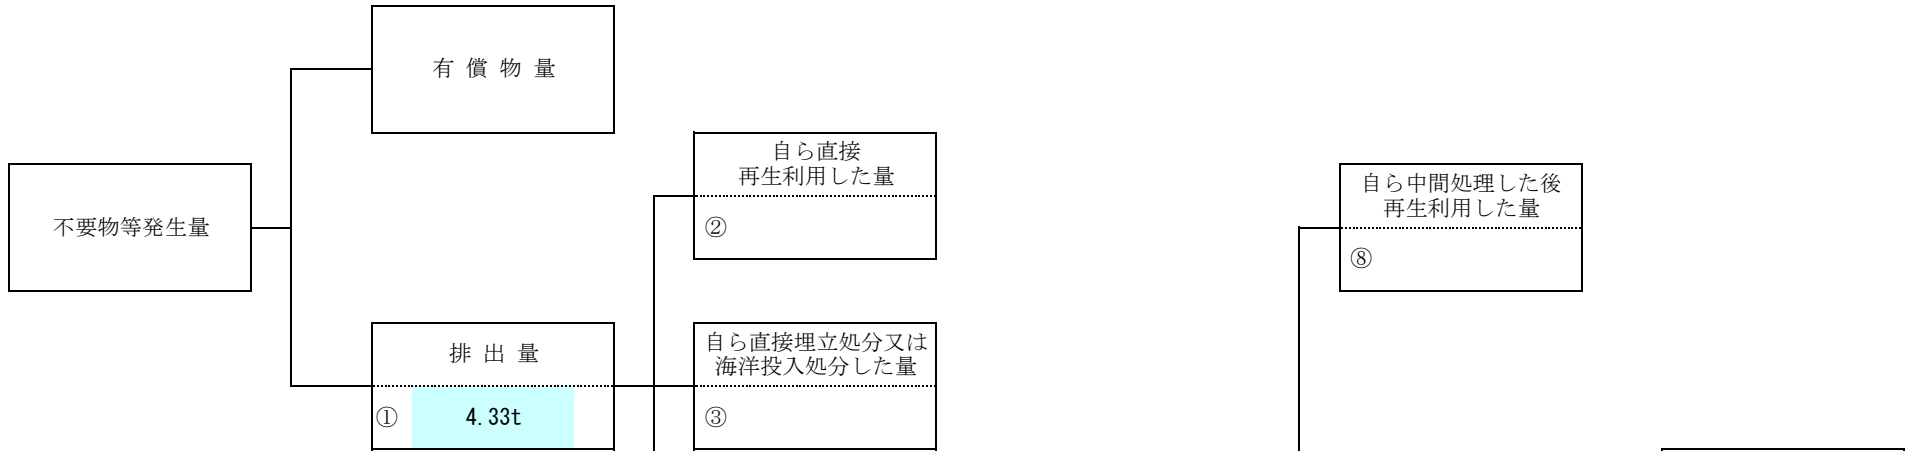 有 償 物 量
自ら直接
再生利用した量
②
自ら中間処理した後
再生利用した量
⑧
不要物等発生量
排 出 量
① 4.33t
自ら直接埋立処分又は
海洋投入処分した量
③